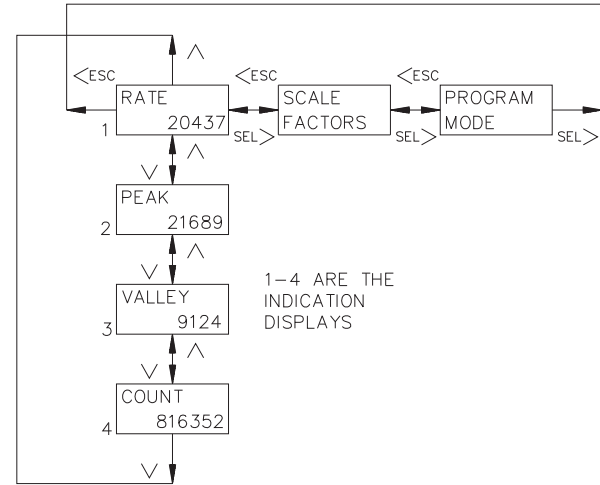 <ESC <ESC <ESC
RATE SCALE PROGRAM
1 20437 FACTORS MODE
SEL> SEL> SEL>
PEAK
2 21689
1-4 ARE THE
INDICATION
DISPLAYS
VALLEY
3 9124
COUNT
4 816352